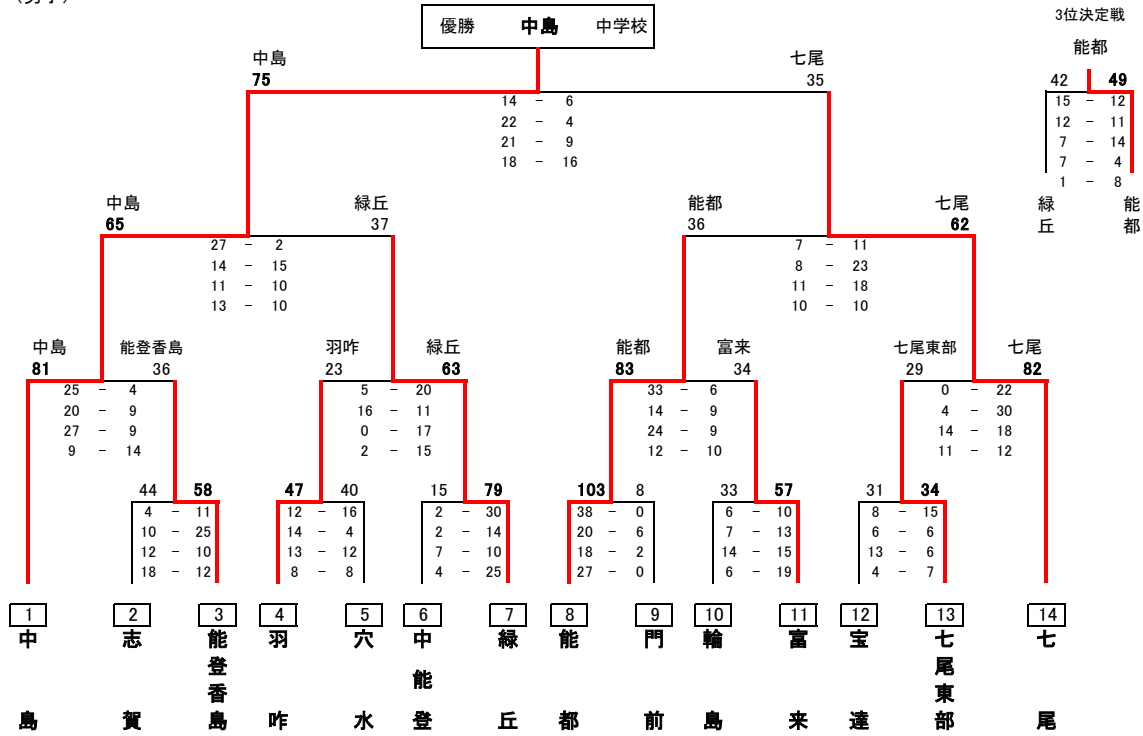 優勝 中島 中学校
3位決定戦
能都
中島 七尾
75 35
42 49
14 - 6
22 - 4
21 - 9
18 - 16
15 - 12
12 - 11
7 - 14
7 - 4
1 - 8
緑丘 能都
中島 緑丘 能都 七尾
65 37 36 62
27 - 2 7 - 11
14 - 15 8 - 23
11 - 10 11 - 18
13 - 10 10 - 10
中島 能登香島 羽咋 緑丘 能都 富来 七尾東部 七尾
81 36 23 63 83 34 29 82
25 - 4 5 - 20 33 - 6 0 - 22
20 - 9 16 - 11 14 - 9 4 - 30
27 - 9 0 - 17 24 - 9 14 - 18
9 - 14 2 - 15 12 - 10 11 - 12
44 58 47 40 15 79 103 8 33 57 31 34
4 - 11 12 - 16 2 - 30 38 - 0 6 - 10 8 - 15
10 - 25 14 - 4 2 - 14 20 - 6 7 - 13 6 - 6
12 - 10 13 - 12 7 - 10 18 - 2 14 - 15 13 - 6
18 - 12 8 - 8 4 - 25 27 - 0 6 - 19 4 - 7
1 2 3 4 5 6 7 8 9 10 11 12 13 14
中島 志賀 能登香島 羽咋 穴水 中能登 緑丘 能都 門前 輪島 富来 宝達 七尾東部 七尾